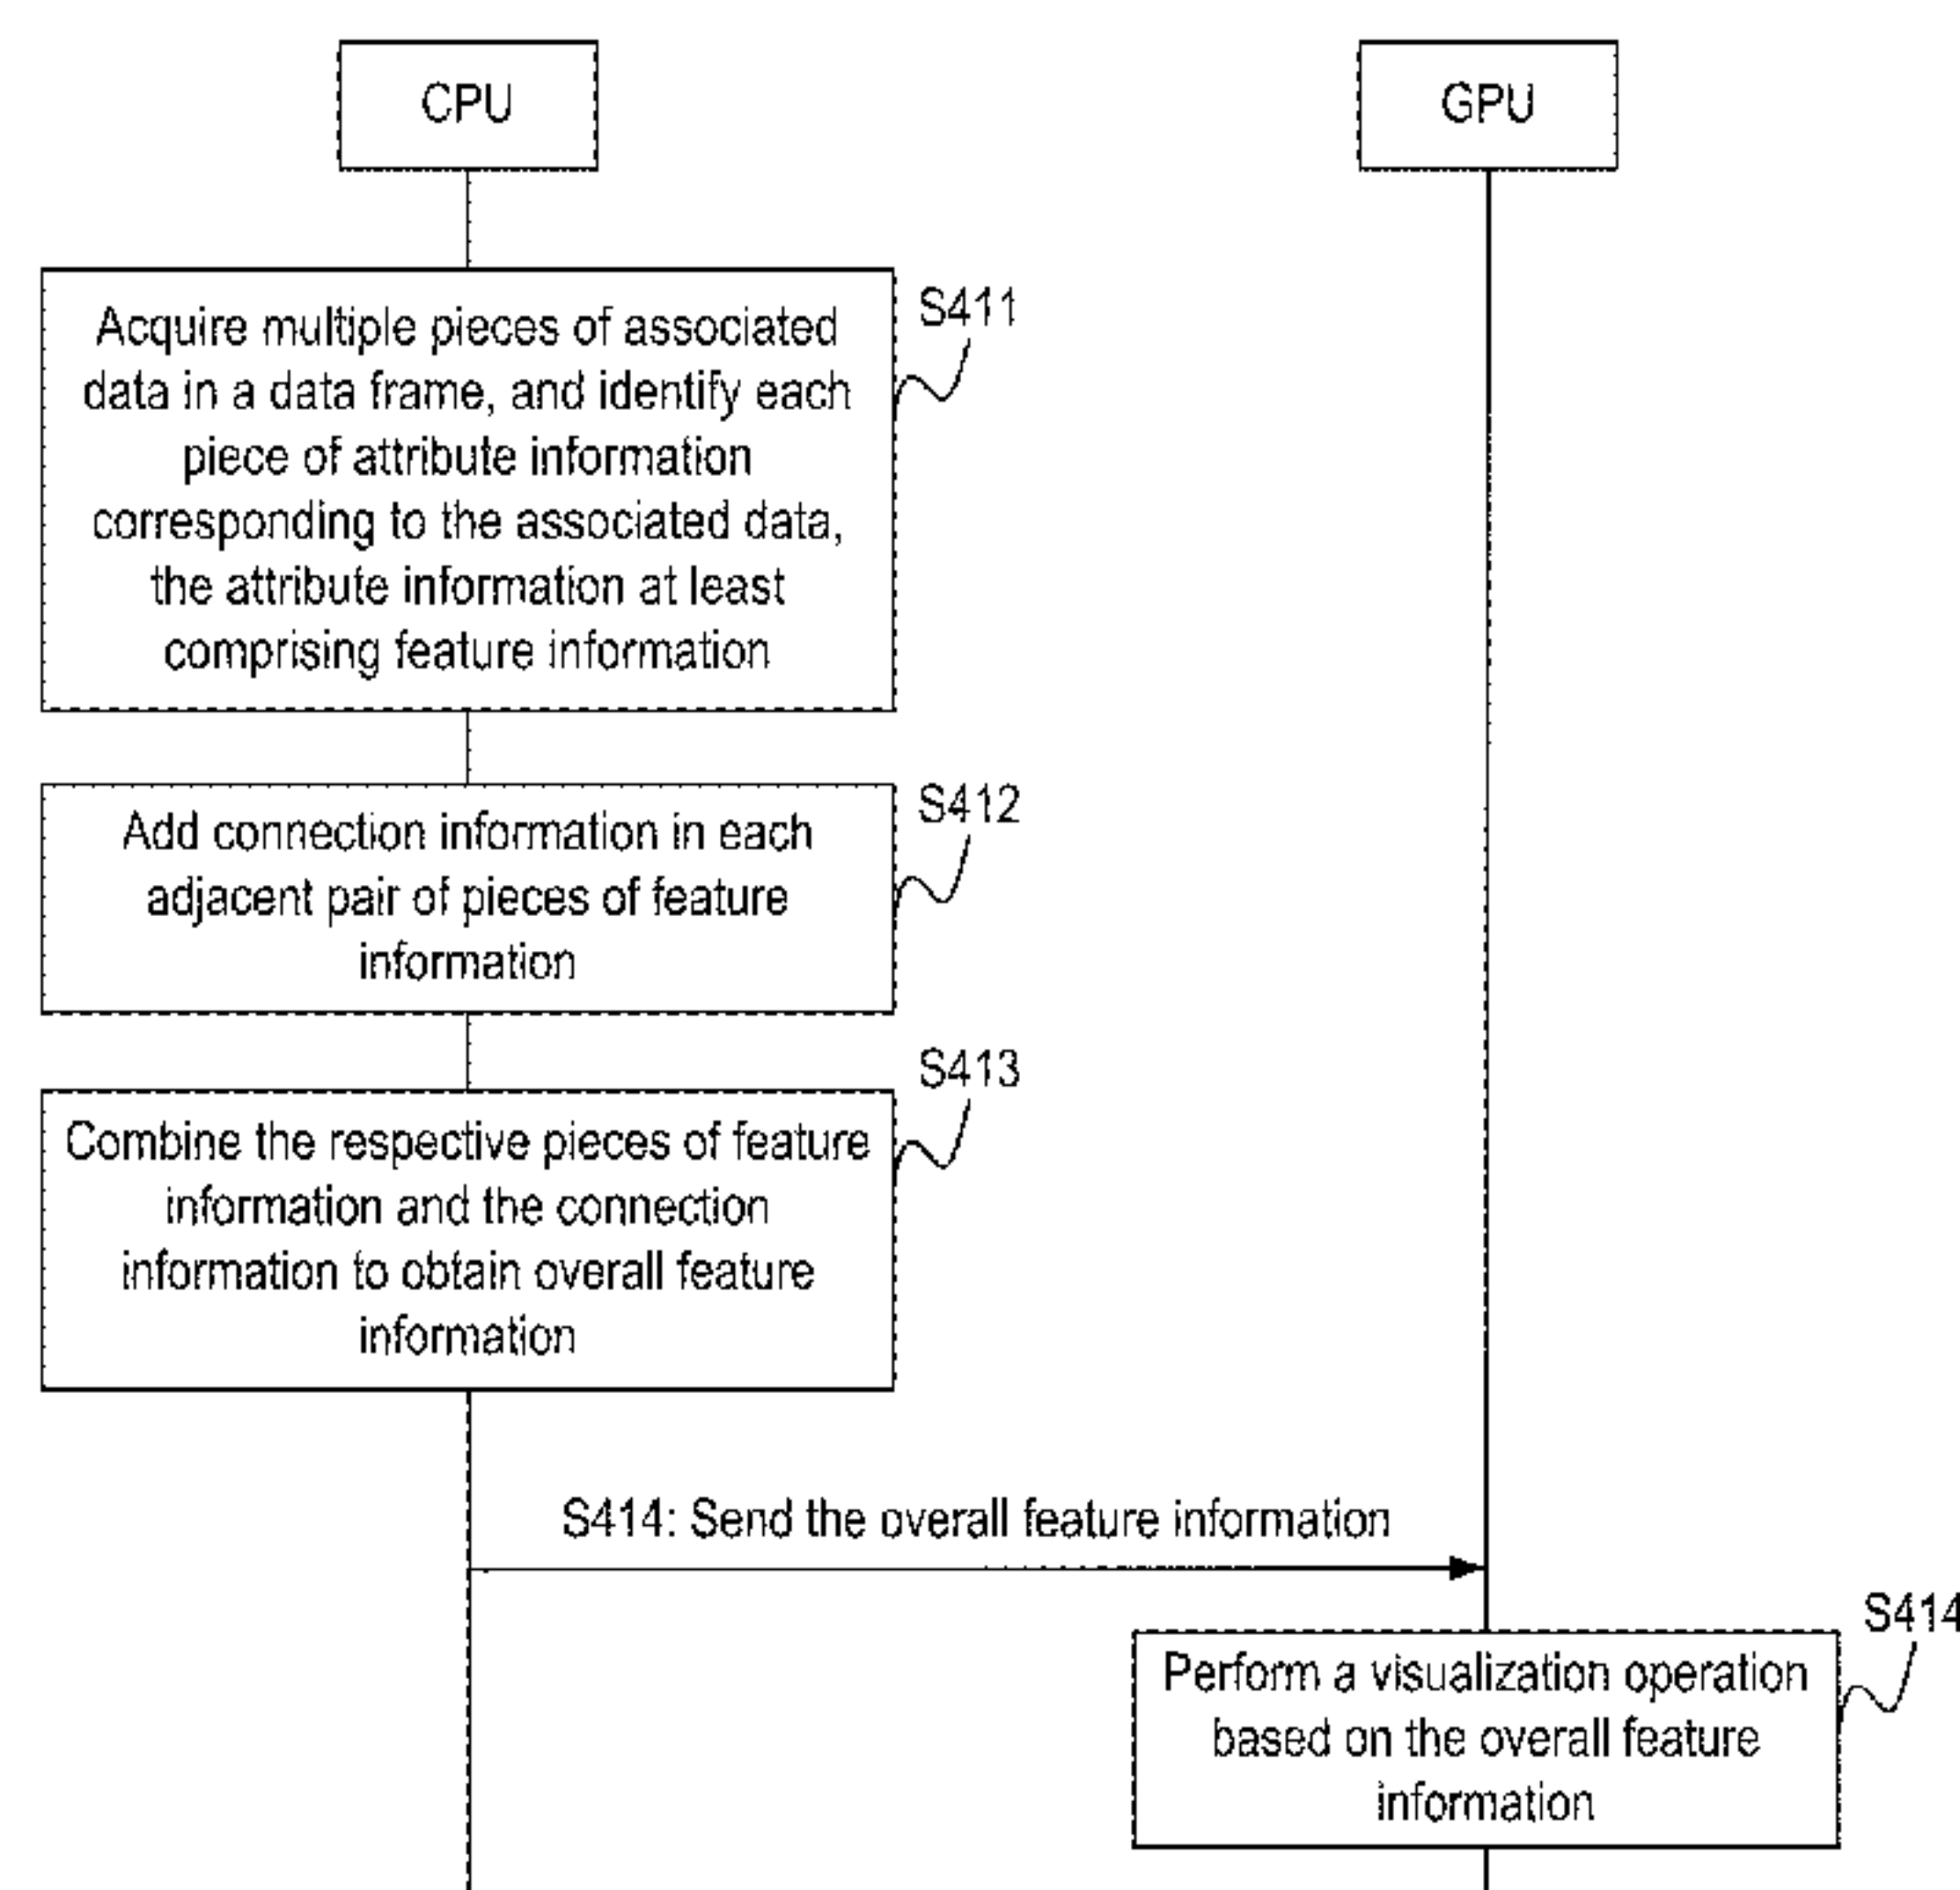 CPU
GPU
Acquire multiple pieces of associated
data in a data frame, and identify each
piece of attribute information
corresponding to the associated data,
the attribute information at least
comprising feature information
S411
Add connection information in each
adjacent pair of pieces of feature
information
S412
Combine the respective pieces of feature
information and the connection
information to obtain overall feature
information
S413
S414: Send the overall feature information
S414
Perform a visualization operation
based on the overall feature
information